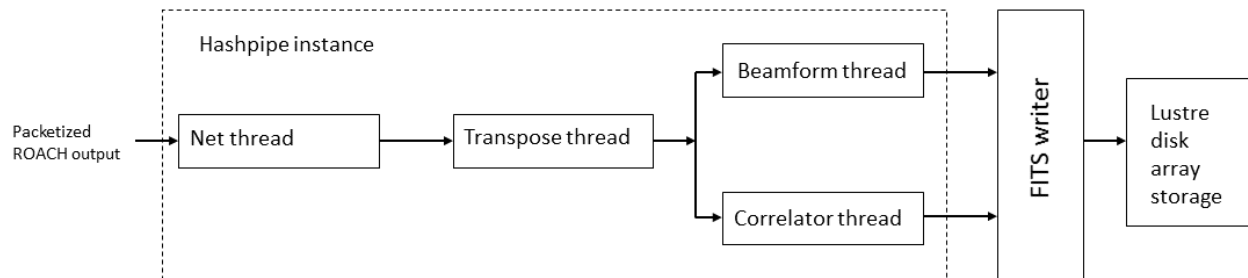 Hashpipe instance
Packetized
ROACH output
Net thread
Transpose thread
Beamform thread
Correlator thread
FITS writer
Lustre
disk
array
storage